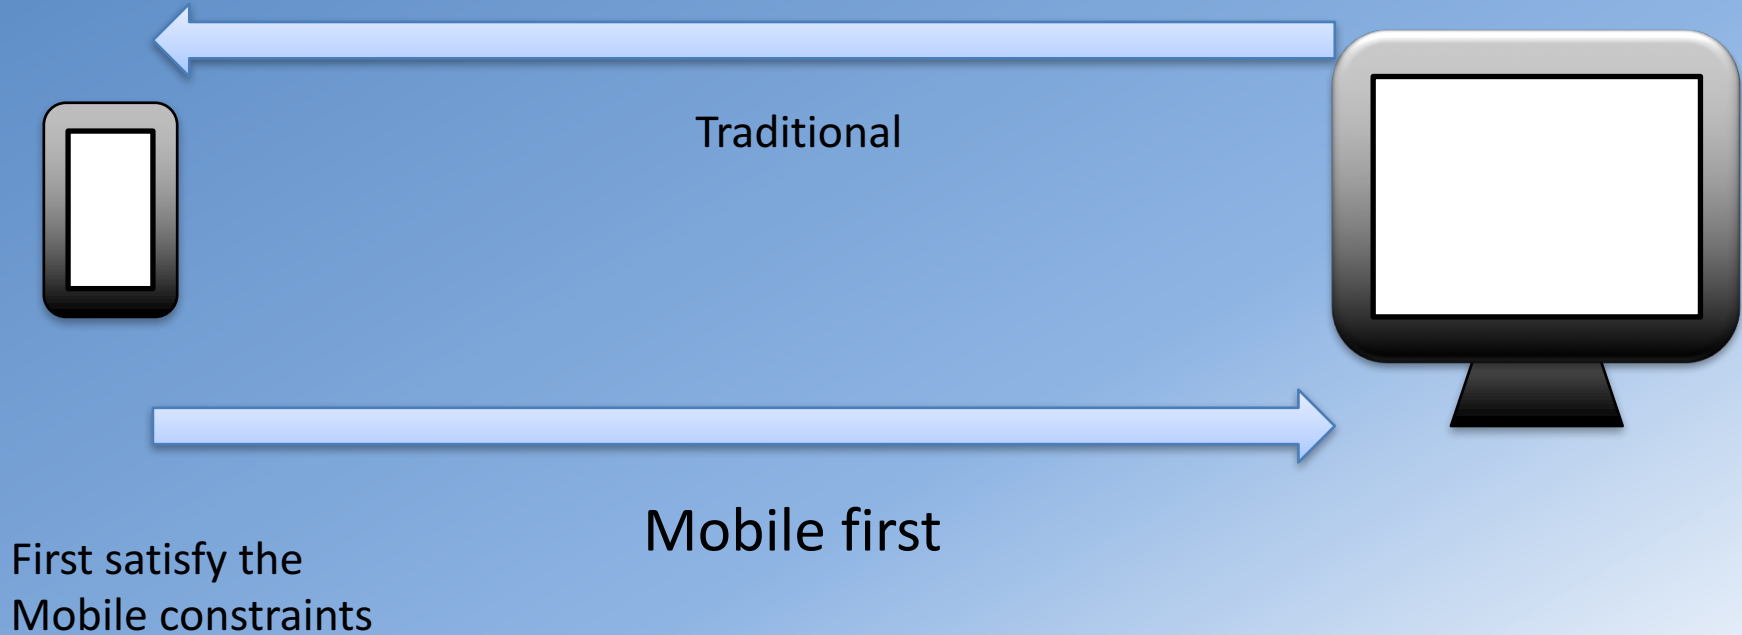 Traditional
Mobile first
First satisfy the
Mobile constraints